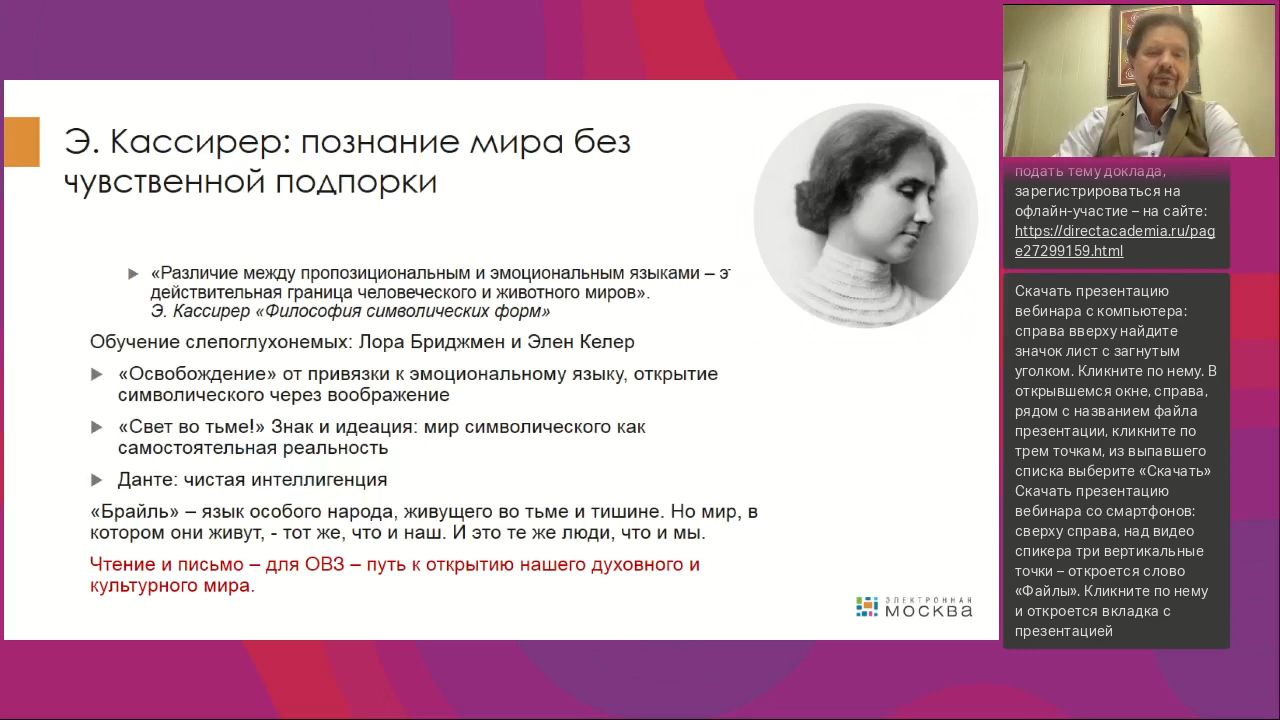 Э. Кассирер: познание мира без
чувственной подпорки
«Различие между пропозициональным и эмоциональным языками –
действительная граница человеческого и животного миров».
Э. Кассирер «Философия символических форм»
Обучение слепоглухонемых: Лора Бриджмен и Элен Келер
«Освобождение» от привязки к эмоциональному языку, открытие
символического через воображение
«Свет во тьме!» Знак и идеация: мир символического как
самостоятельная реальность
Данте: чистая интеллигенция
«Брайль» – язык особого народа, живущего во тьме и тишине. Но мир, в
котором они живут, - тот же, что и наш. И это те же люди, что и мы.
Чтение и письмо – для ОВЗ – путь к открытию нашего духовного и
культурного мира.
ЭЛЕКТРОННАЯ
МОСКВА
подать тему доклада,
зарегистрироваться на
офлайн-участие – на сайте:
https://directacademia.ru/pag
e27299159.html
Скачать презентацию
вебинара с компьютера:
справа вверху найдите
значок лист с загнутым
уголком. Кликните по нему. В
открывшемся окне, справа,
рядом с названием файла
презентации, кликните по
трем точкам, из выпавшего
списка выберите «Скачать»
Скачать презентацию
вебинара со смартфонов:
сверху справа, над видео
спикера три вертикальные
точки – откроется слово
«Файлы». Кликните по нему
и откроется вкладка с
презентацией